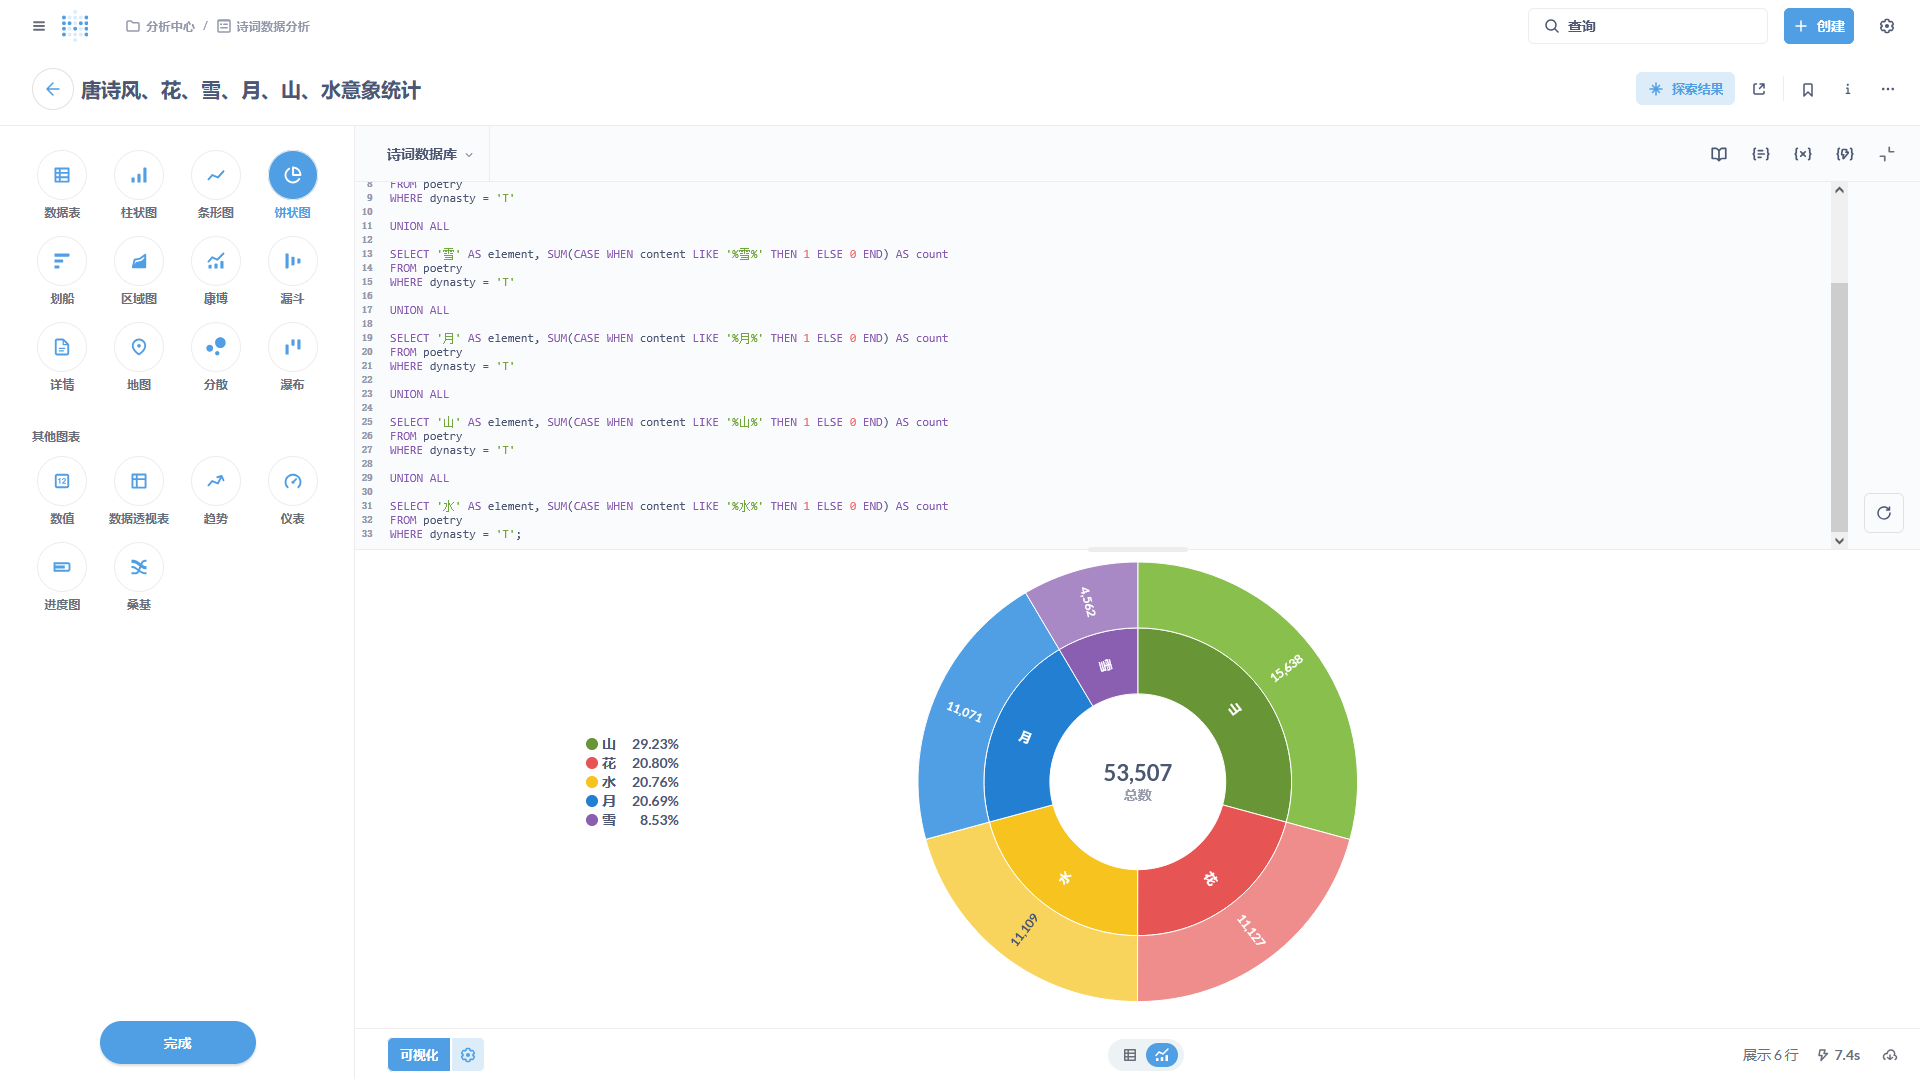 分析中心 / 诗词数据分析
查询
创建
唐诗风、花、雪、月、山、水意象统计
探索结果
数据表
柱状图
条形图
饼状图
划船
区域图
康博
漏斗
详情
地图
分散
瀑布
其他图表
12
数值
数据透视表
趋势
仪表
进度图
桑基
完成
诗词数据库
8 FROM poetry
9 WHERE dynasty = 'T'
10
11 UNION ALL
12
13 SELECT '雪' AS element, SUM(CASE WHEN content LIKE '%雪%' THEN 1 ELSE 0 END) AS count
14 FROM poetry
15 WHERE dynasty = 'T'
16
17 UNION ALL
18
19 SELECT '月' AS element, SUM(CASE WHEN content LIKE '%月%' THEN 1 ELSE 0 END) AS count
20 FROM poetry
21 WHERE dynasty = 'T'
22
23 UNION ALL
24
25 SELECT '山' AS element, SUM(CASE WHEN content LIKE '%山%' THEN 1 ELSE 0 END) AS count
26 FROM poetry
27 WHERE dynasty = 'T'
28
29 UNION ALL
30
31 SELECT '水' AS element, SUM(CASE WHEN content LIKE '%水%' THEN 1 ELSE 0 END) AS count
32 FROM poetry
33 WHERE dynasty = 'T';
山 29.23%
花 20.80%
水 20.76%
月 20.69%
雪 8.53%
4,562
雪
15,638
山
11,071
月
53,507
总数
水
花
11,109
11,127
可视化
展示 6 行
7.4s